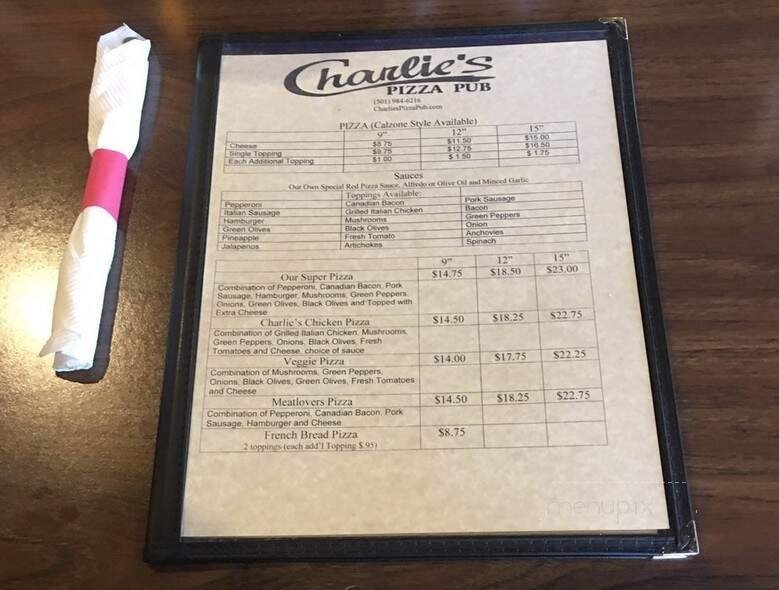 Charlie's
PIZZA PUB
(501) 984-6216
CharliesPizzaPub.com
PIZZA (Calzone Style Available)
9" 12" 15"
Cheese $8.75 $11.50 $15.00
Single Topping $9.75 $12.75 $16.50
Each Additional Topping $1.00 $1.50 $1.75
Sauces
Our Own Special Red Pizza Sauce, Alfredo or Olive Oil and Minced Garlic
Toppings Available:
Pepperoni Canadian Bacon Pork Sausage
Italian Sausage Grilled Italian Chicken Bacon
Hamburger Mushrooms Green Peppers
Green Olives Black Olives Onion
Pineapple Fresh Tomato Anchovies
Jalapenos Artichokes Spinach
9" 12" 15"
Our Super Pizza $14.75 $18.50 $23.00
Combination of Pepperoni, Canadian Bacon, Pork
Sausage, Hamburger, Mushrooms, Green Peppers,
Onions, Green Olives, Black Olives and Topped with
Extra Cheese
Charlie's Chicken Pizza $14.50 $18.25 $22.75
Combination of Grilled Italian Chicken, Mushrooms,
Green Peppers, Onions, Black Olives, Fresh
Tomatoes and Cheese, choice of sauce
Veggie Pizza $14.00 $17.75 $22.25
Combination of Mushrooms, Green Peppers,
Onions, Black Olives, Green Olives, Fresh Tomatoes
and Cheese
Meatlovers Pizza $14.50 $18.25 $22.75
Combination of Pepperoni, Canadian Bacon, Pork
Sausage, Hamburger and Cheese
French Bread Pizza $8.75
2 toppings (each add'l Topping $.95)
menupix